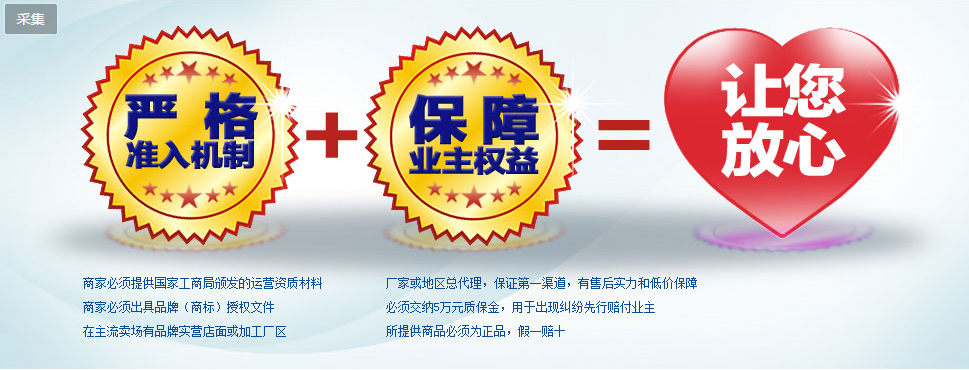 采集
严 格
准入机制
保 障
业主权益
让您
放心
商家必须提供国家工商局颁发的运营资质材料
商家必须出具品牌（商标）授权文件
在主流卖场有品牌实营店面或加工厂区
厂家或地区总代理，保证第一渠道，有售后实力和低价保障
必须交纳5万元质保金，用于出现纠纷先行赔付业主
所提供商品必须为正品，假一赔十